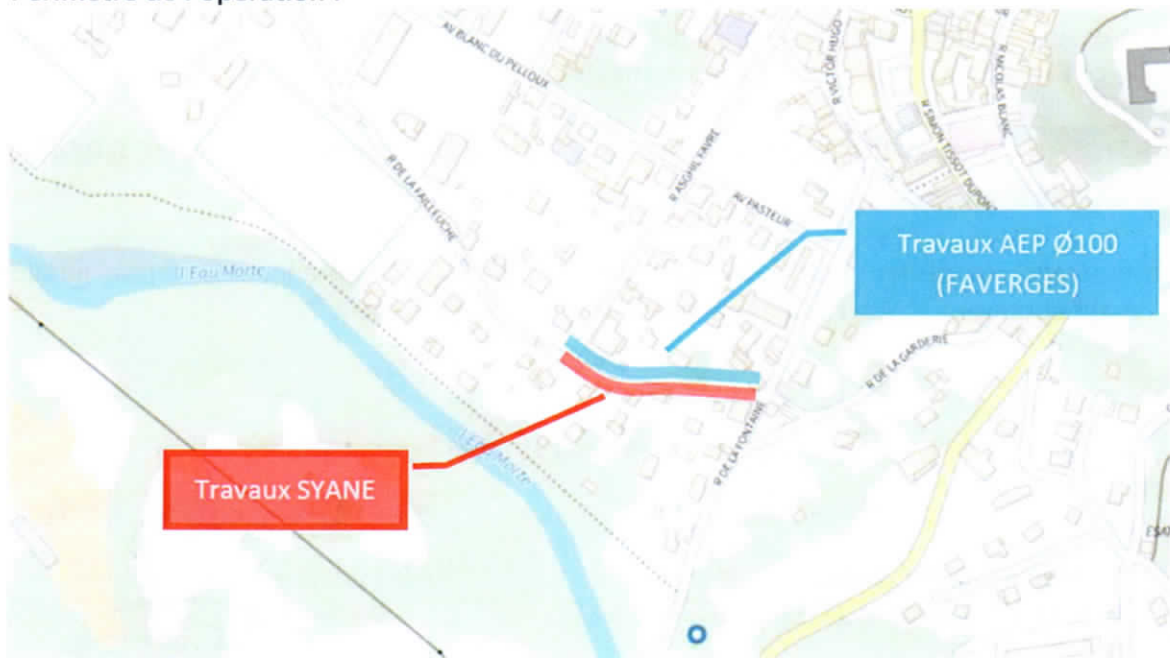 AV BLANC DU PELLOUX
R VICTOR HUGO
R NICOLAS BLANC
R SIMON TISSOT DUPONT
R DE LA FAILLEUCHE
R ASGHIL FAVRE
AV PASTEUR
Travaux AEP Ø100
(FAVERGES)
l'Eau Morte
R DE LA GARDERIE
R DE LA FONTAINE
l'Eau Morte
Travaux SYANE